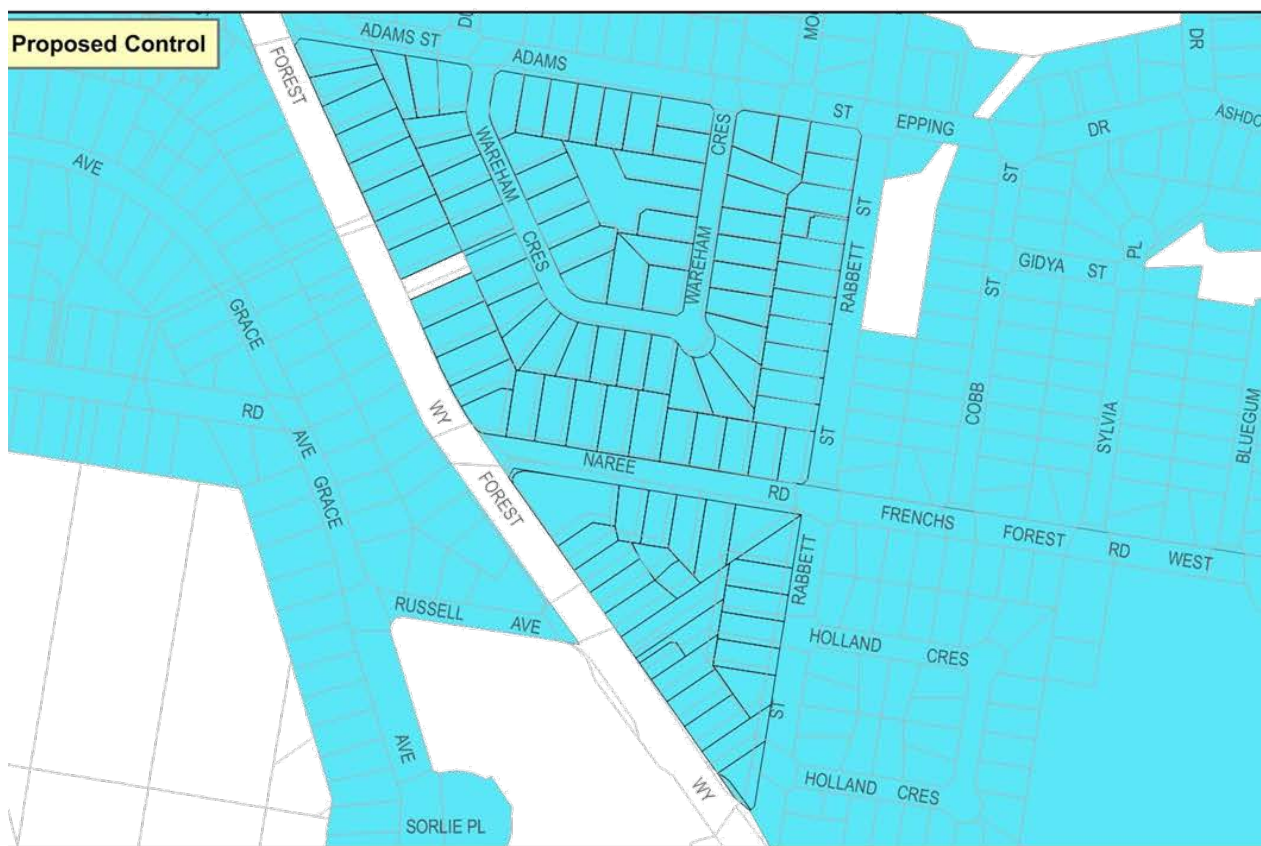 Proposed Control
ADAMS ST
ADAMS
ST
EPPING
DR
DR
FOREST
AVE
WAREHAM
CRES
CRES
WAREHAM
ST
RABBETT
ST
ST
GIDYA ST
PL
ST
GRACE
AVE
GRACE
RD
WY
FOREST
NAREE
RD
COBB
SYLVIA
BLUEGUM
FRENCHS FOREST RD WEST
RABBETT
ST
RUSSELL AVE
HOLLAND CRES
AVE
WY
HOLLAND CRES
SORLIE PL